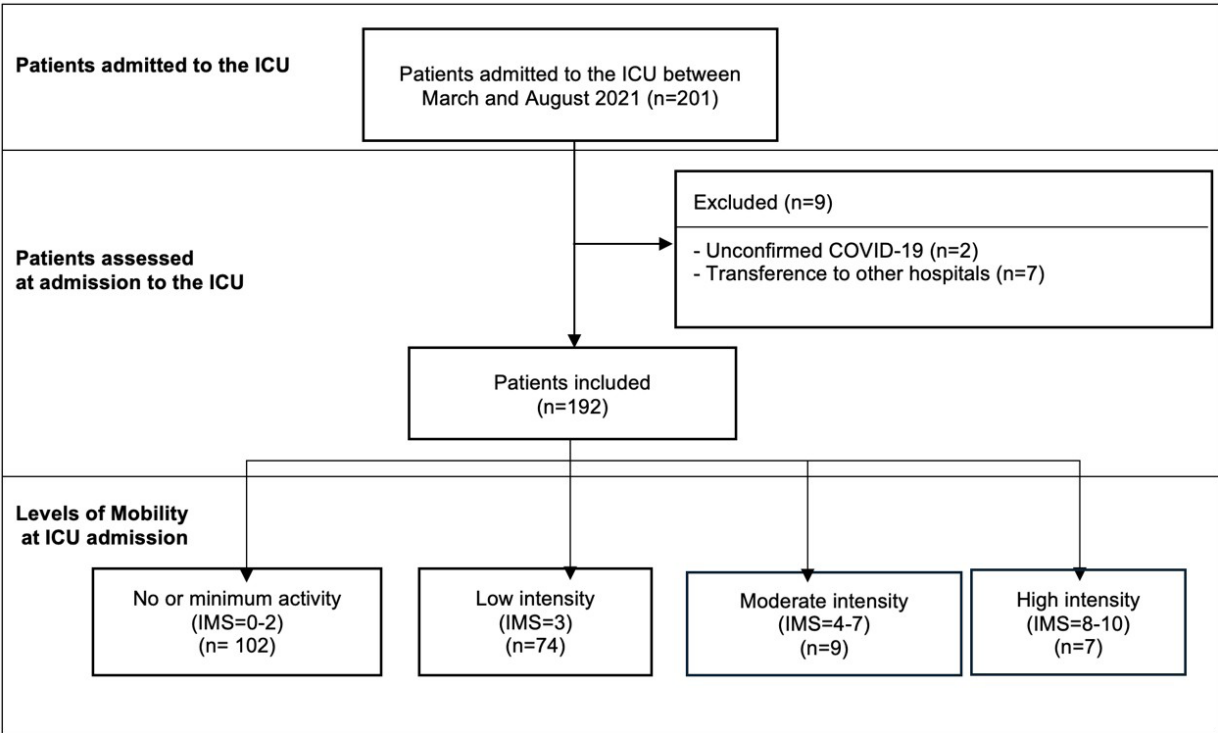 Patients admitted to the ICU
Patients admitted to the ICU between
March and August 2021 (n=201)
Patients assessed
at admission to the ICU
Excluded (n=9)
- Unconfirmed COVID-19 (n=2)
- Transference to other hospitals (n=7)
Patients included
(n=192)
Levels of Mobility
at ICU admission
No or minimum activity
(IMS=0-2)
(n= 102)
Low intensity
(IMS=3)
(n=74)
Moderate intensity
(IMS=4-7)
(n=9)
High intensity
(IMS=8-10)
(n=7)